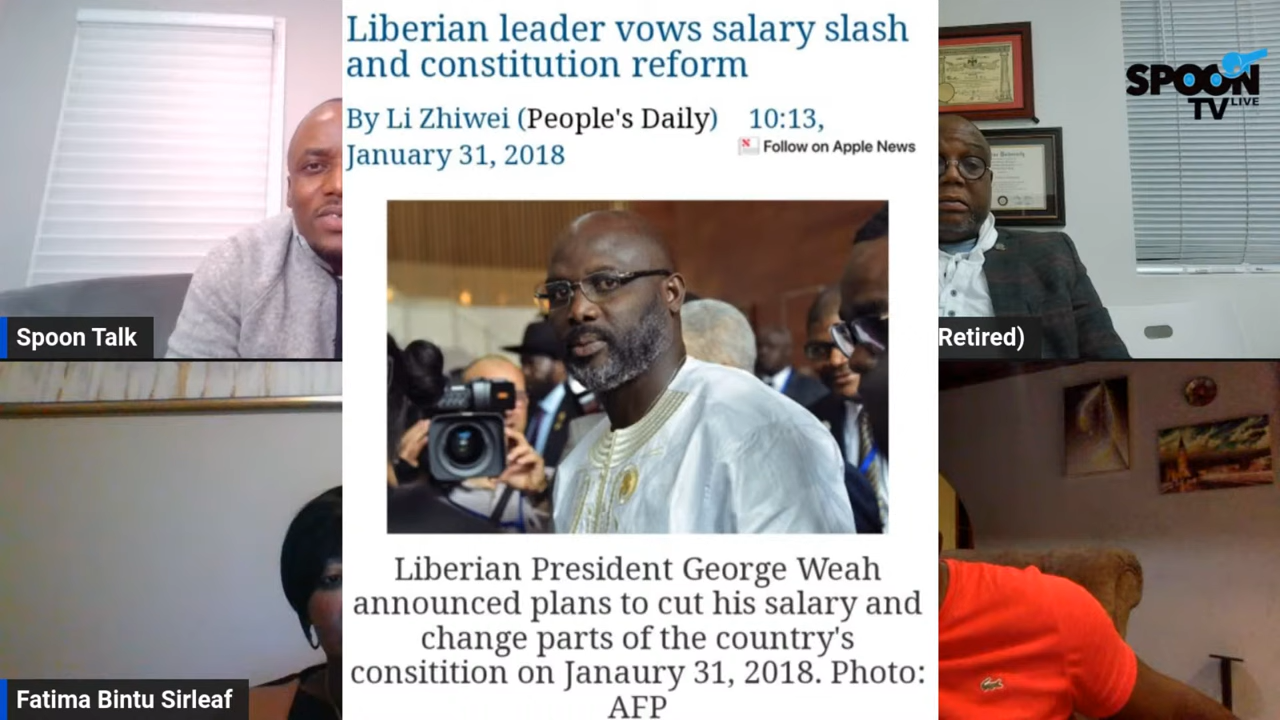 Liberian leader vows salary slash
and constitution reform
By Li Zhiwei (People's Daily) 10:13,
January 31, 2018
Follow on Apple News
Liberian President George Weah
announced plans to cut his salary and
change parts of the country's
consitition on Janaury 31, 2018. Photo:
AFP
SPOON
TV LIVE
Spoon Talk
Retired)
Fatima Bintu Sirleaf